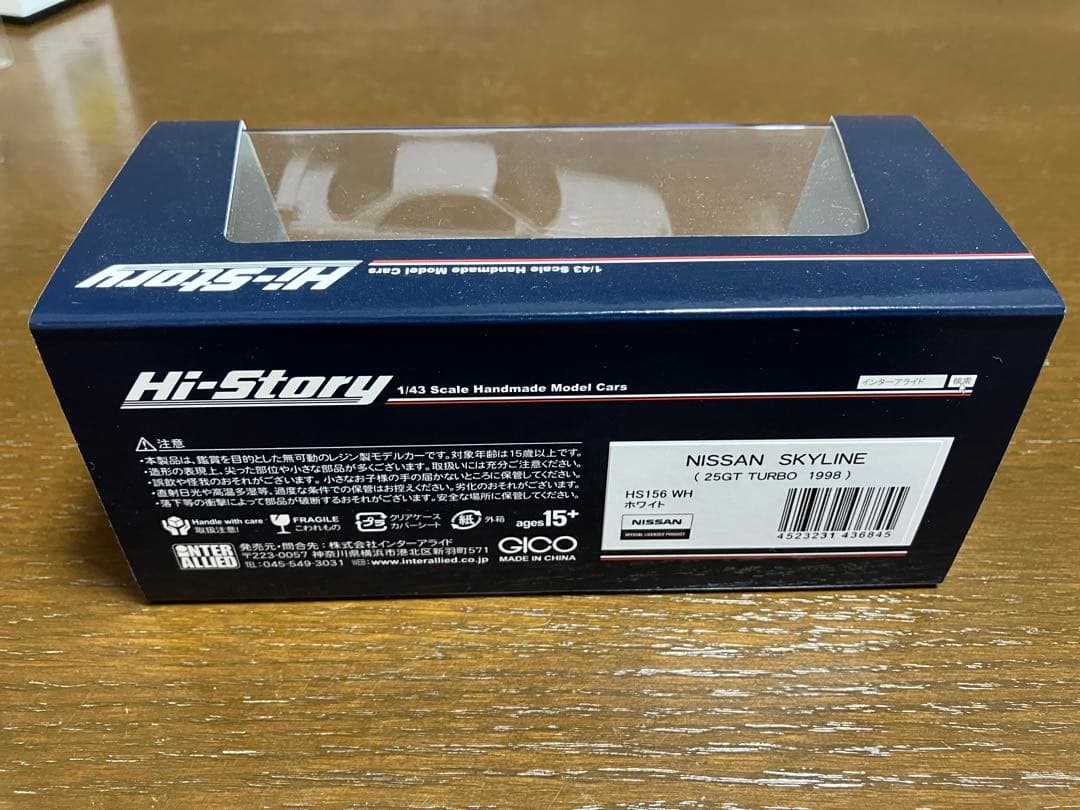 Hi-Story
1/43 Scale Handmade Model Cars
Hi-Story
1/43 Scale Handmade Model Cars
インターアライド 検索
注意
・本製品は、鑑賞を目的とした無可動のレジン製モデルカーです。対象年齢は15歳以上です。
・造形の表現上、尖った部位や小さな部品が多くございます。取扱いには充分ご注意ください。
・誤飲や怪我のおそれがございます。小さなお子様の手の届かないところに保管してください。
・直射日光や高温多湿等、過度な条件での保管はお控えください。劣化のおそれがございます。
・落下等の衝撃によって部品が破断するおそれがございます。安全な場所に保管してください。
Handle with care
取扱注意!
FRAGILE
こわれもの
プラ
クリアケース
カバーシート
紙
外箱
ages15+
INTER
ALLIED
発売元・問合先:株式会社インターアライド
〒223-0057 神奈川県横浜市港北区新羽町571
TEL:045-549-3031 WEB:www.interallied.co.jp
GICO
MADE IN CHINA
NISSAN SKYLINE
(25GT TURBO 1998)
HS156 WH
ホワイト
NISSAN
OFFICIAL LICENSED PRODUCT
4523231 436845